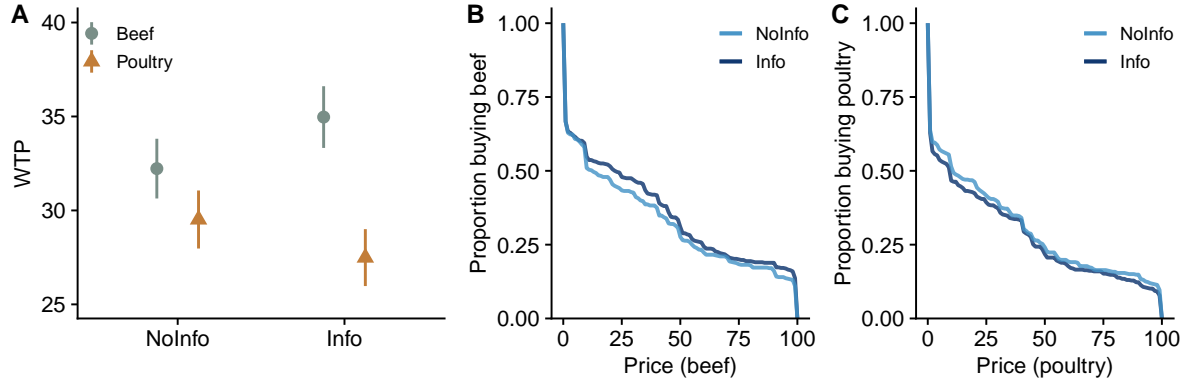 A
Beef
Poultry
WTP
40
35
30
25
NoInfo
Info
B
NoInfo
Info
Proportion buying beef
1.00
0.75
0.50
0.25
0.00
0
25
50
75
100
Price (beef)
C
NoInfo
Info
Proportion buying poultry
1.00
0.75
0.50
0.25
0.00
0
25
50
75
100
Price (poultry)